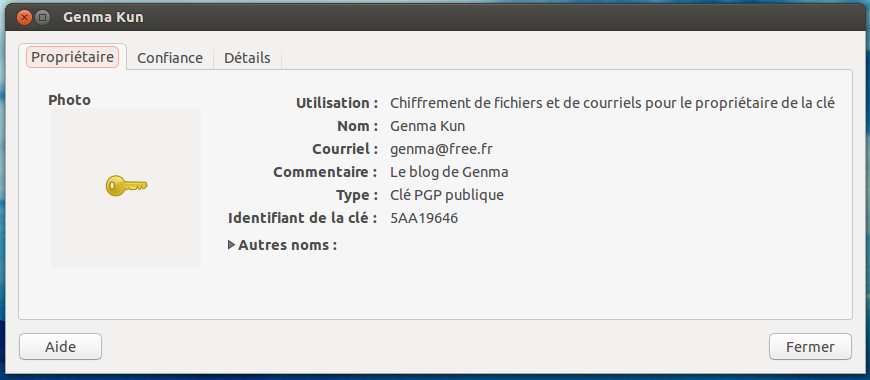 Genma Kun
Propriétaire Confiance Détails
Photo
Utilisation : Chiffrement de fichiers et de courriels pour le propriétaire de la clé
Nom : Genma Kun
Courriel : genma@free.fr
Commentaire : Le blog de Genma
Type : Clé PGP publique
Identifiant de la clé : 5AA19646
Autres noms :
Aide Fermer